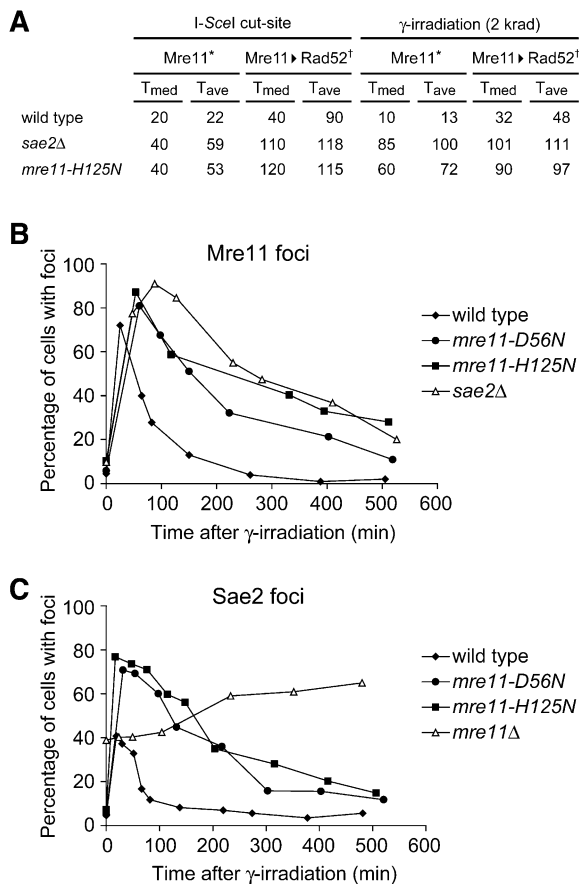 A
I-SceI cut-site γ-irradiation (2 krad)
Mre11* Mre11▶Rad52† Mre11* Mre11▶Rad52†
Tmed Tave Tmed Tave Tmed Tave Tmed Tave
wild type 20 22 40 90 10 13 32 48
sae2Δ 40 59 110 118 85 100 101 111
mre11-H125N 40 53 120 115 60 72 90 97
B
Mre11 foci
Percentage of cells with foci
100
80
60
40
20
0
0 100 200 300 400 500 600
Time after γ-irradiation (min)
wild type
mre11-D56N
mre11-H125N
sae2Δ
C
Sae2 foci
Percentage of cells with foci
100
80
60
40
20
0
0 100 200 300 400 500 600
Time after γ-irradiation (min)
wild type
mre11-D56N
mre11-H125N
mre11Δ